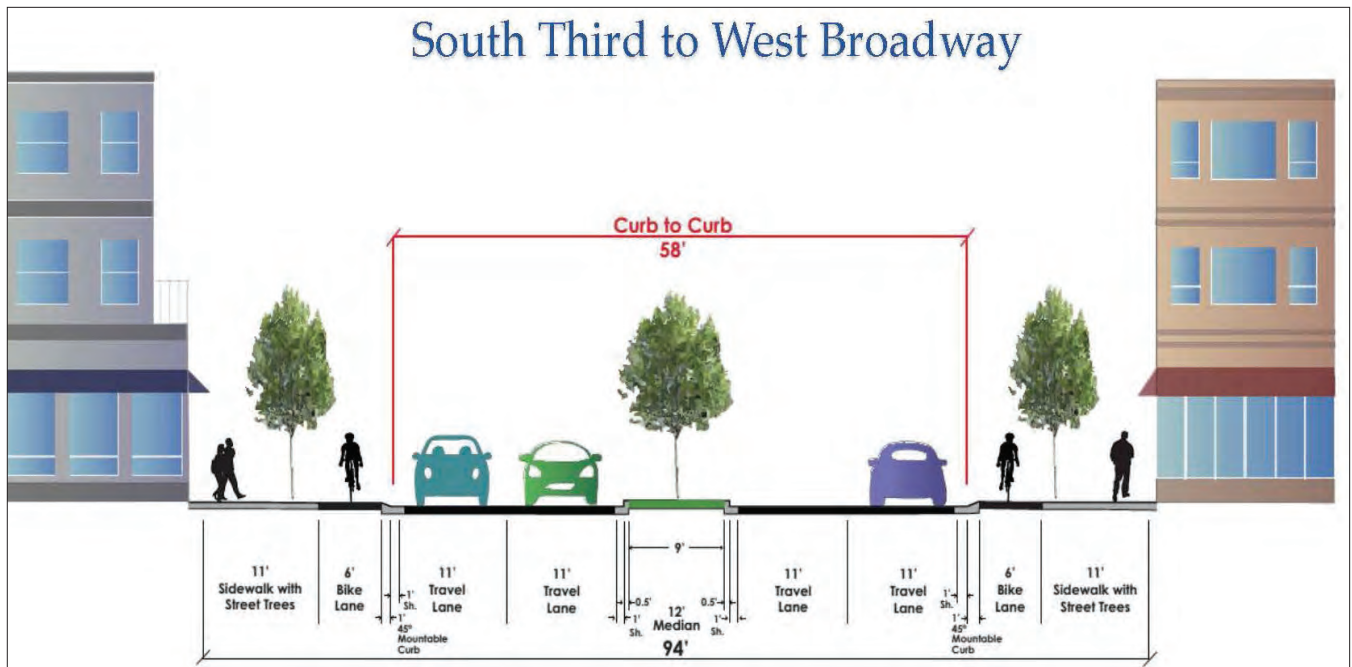 South Third to West Broadway
Curb to Curb
58'
11'
Sidewalk with
Street Trees
6'
Bike
Lane
1'
Sh.
1'
45°
Mountable
Curb
11'
Travel
Lane
11'
Travel
Lane
0.5'
1'
Sh.
9'
12'
Median
0.5'
1'
Sh.
11'
Travel
Lane
11'
Travel
Lane
1'
Sh.
1'
45°
Mountable
Curb
6'
Bike
Lane
11'
Sidewalk with
Street Trees
94'